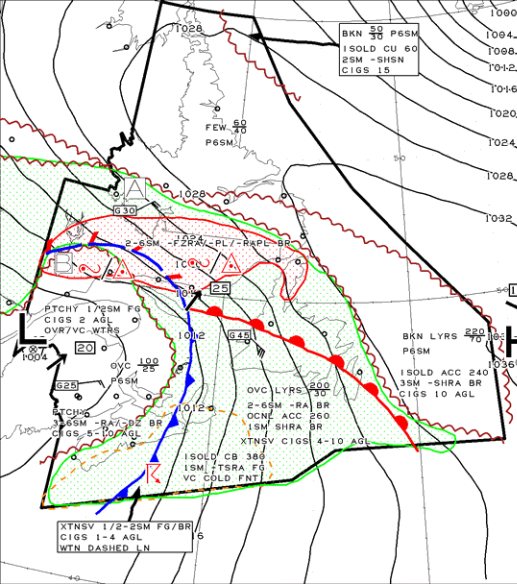 1028
1000
1004
1008
1012
1016
1020
1024
1032
BKN 50/30 P6SM
ISOLD CU 60
2SM -SHSN
CIGS 15
FEW 60/40
P6SM
50
1028
G30
1024
2-6SM -FZRA/-PL/-RAPL BR
25
PTCHY 1/2SM FG
CIGS 2 AGL
OVR/VC WTRS
L
1004
20
1012
G45
OVC 100/25
P6SM
G25
BKN LYRS 220/70
P6SM
ISOLD ACC 240
3SM -SHRA BR
CIGS 10 AGL
H
1036
PTCHY
3-6SM -RA/-DZ BR
CIGS 5-10 AGL
1012
OVC LYRS 200/30
2-6SM -RA BR
OCNL ACC 260
1SM SHRA BR
XTNSV CIGS 4-10 AGL
ISOLD CB 380
1SM -TSRA FG
VC COLD FNT
XTNSV 1/2-2SM FG/BR
CIGS 1-4 AGL
WTN DASHED LN
16
40